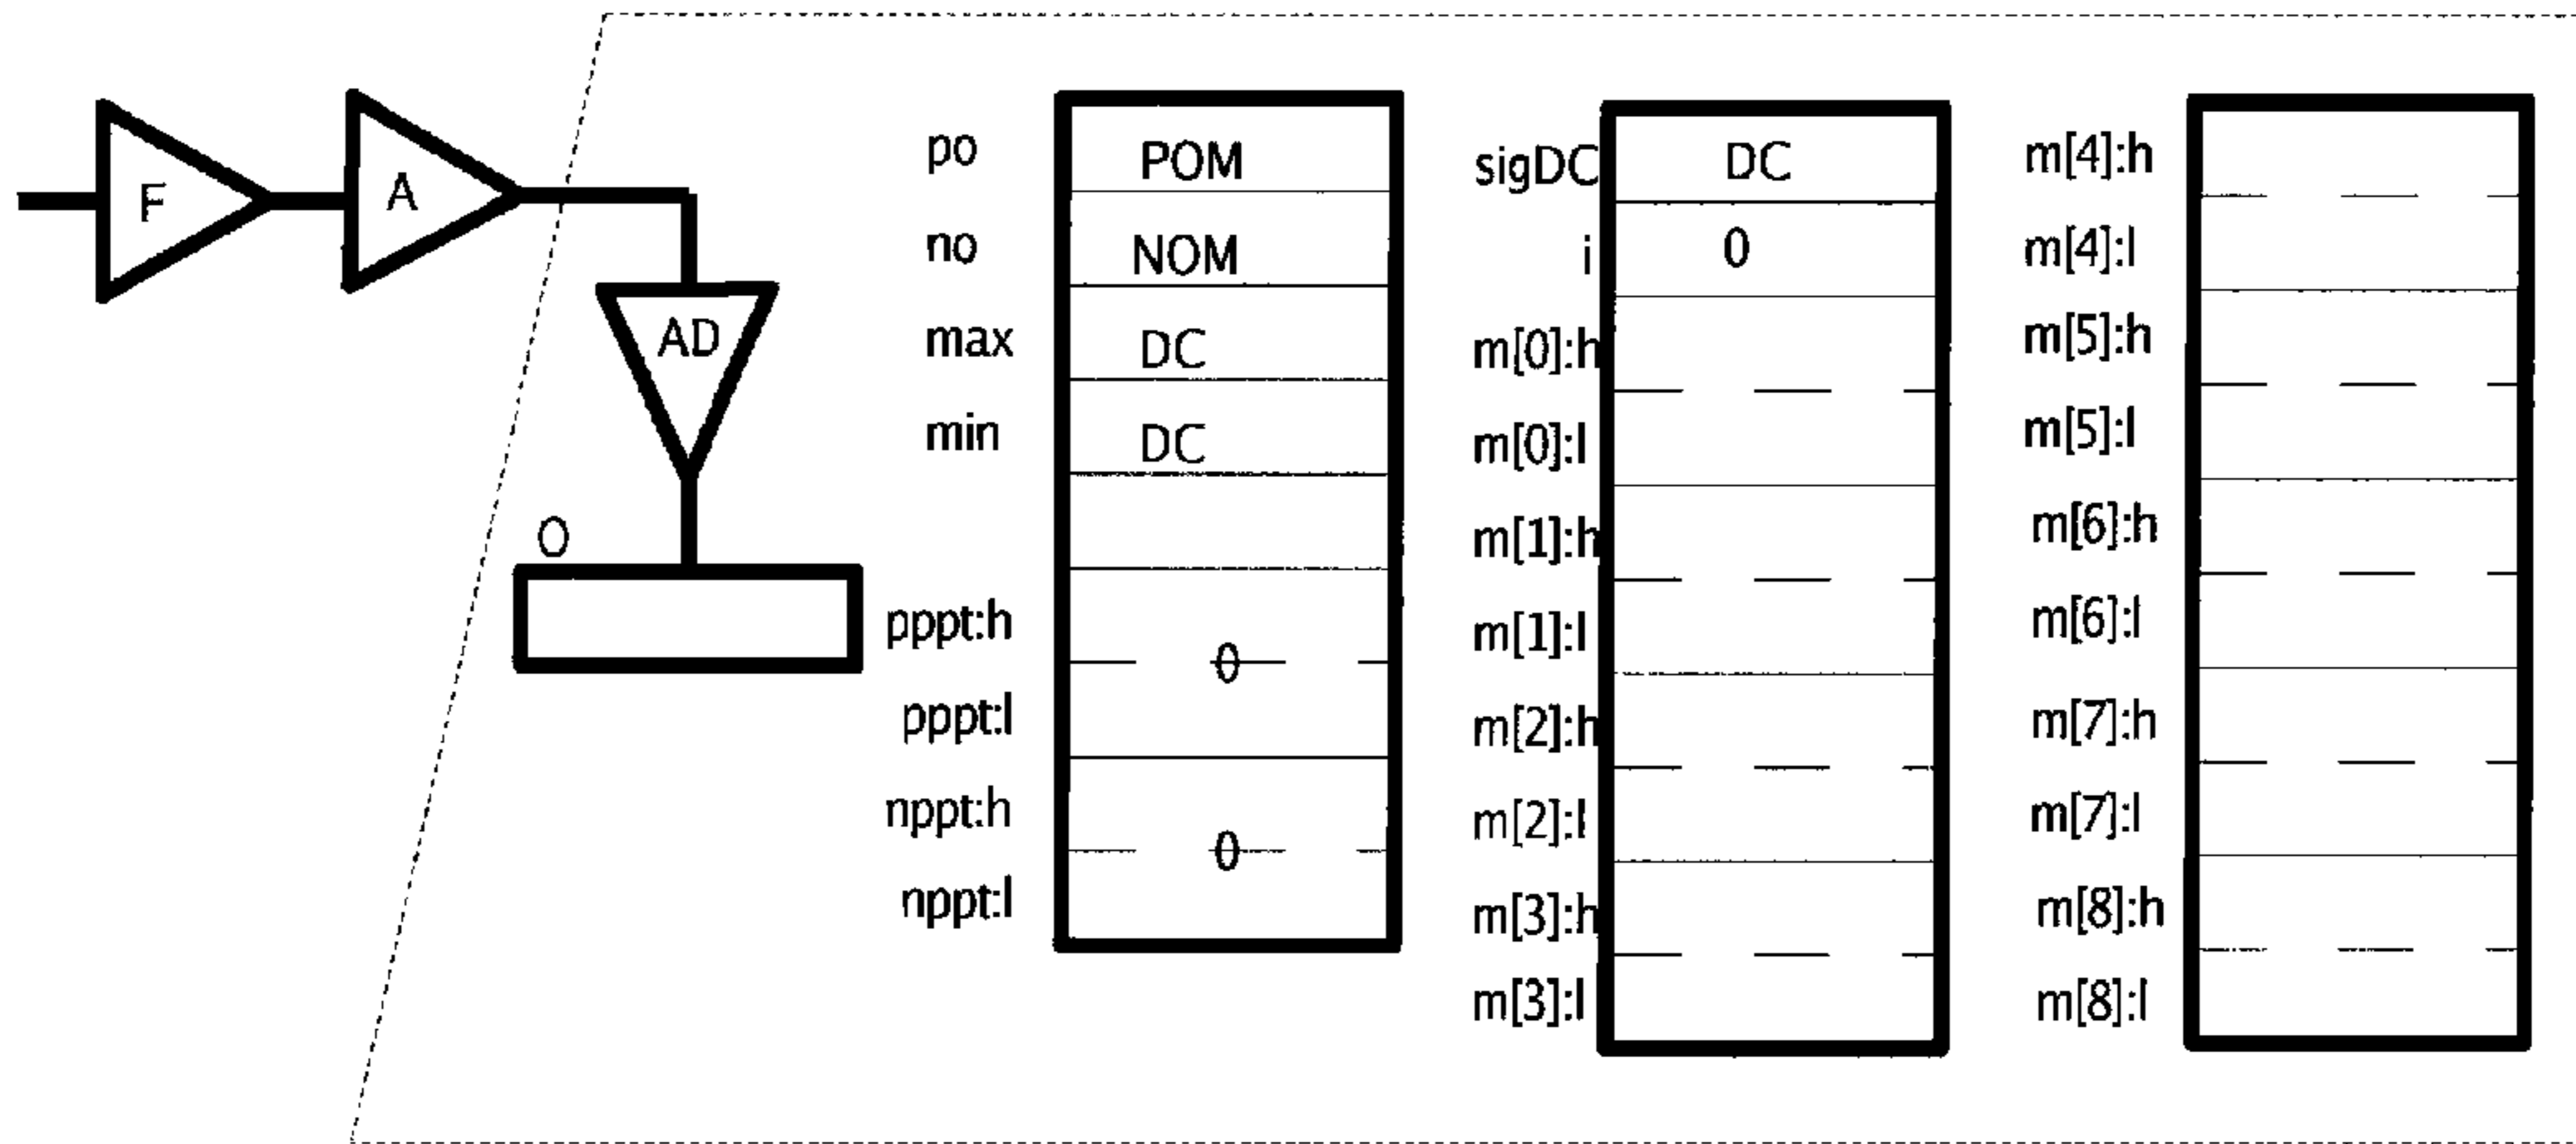 F
A
AD
O
po POM
no NOM
max DC
min DC
pppt:h
0
pppt:l
nppt:h
0
nppt:l
sigDC DC
i 0
m[0]:h
m[0]:l
m[1]:h
m[1]:l
m[2]:h
m[2]:l
m[3]:h
m[3]:l
m[4]:h
m[4]:l
m[5]:h
m[5]:l
m[6]:h
m[6]:l
m[7]:h
m[7]:l
m[8]:h
m[8]:l